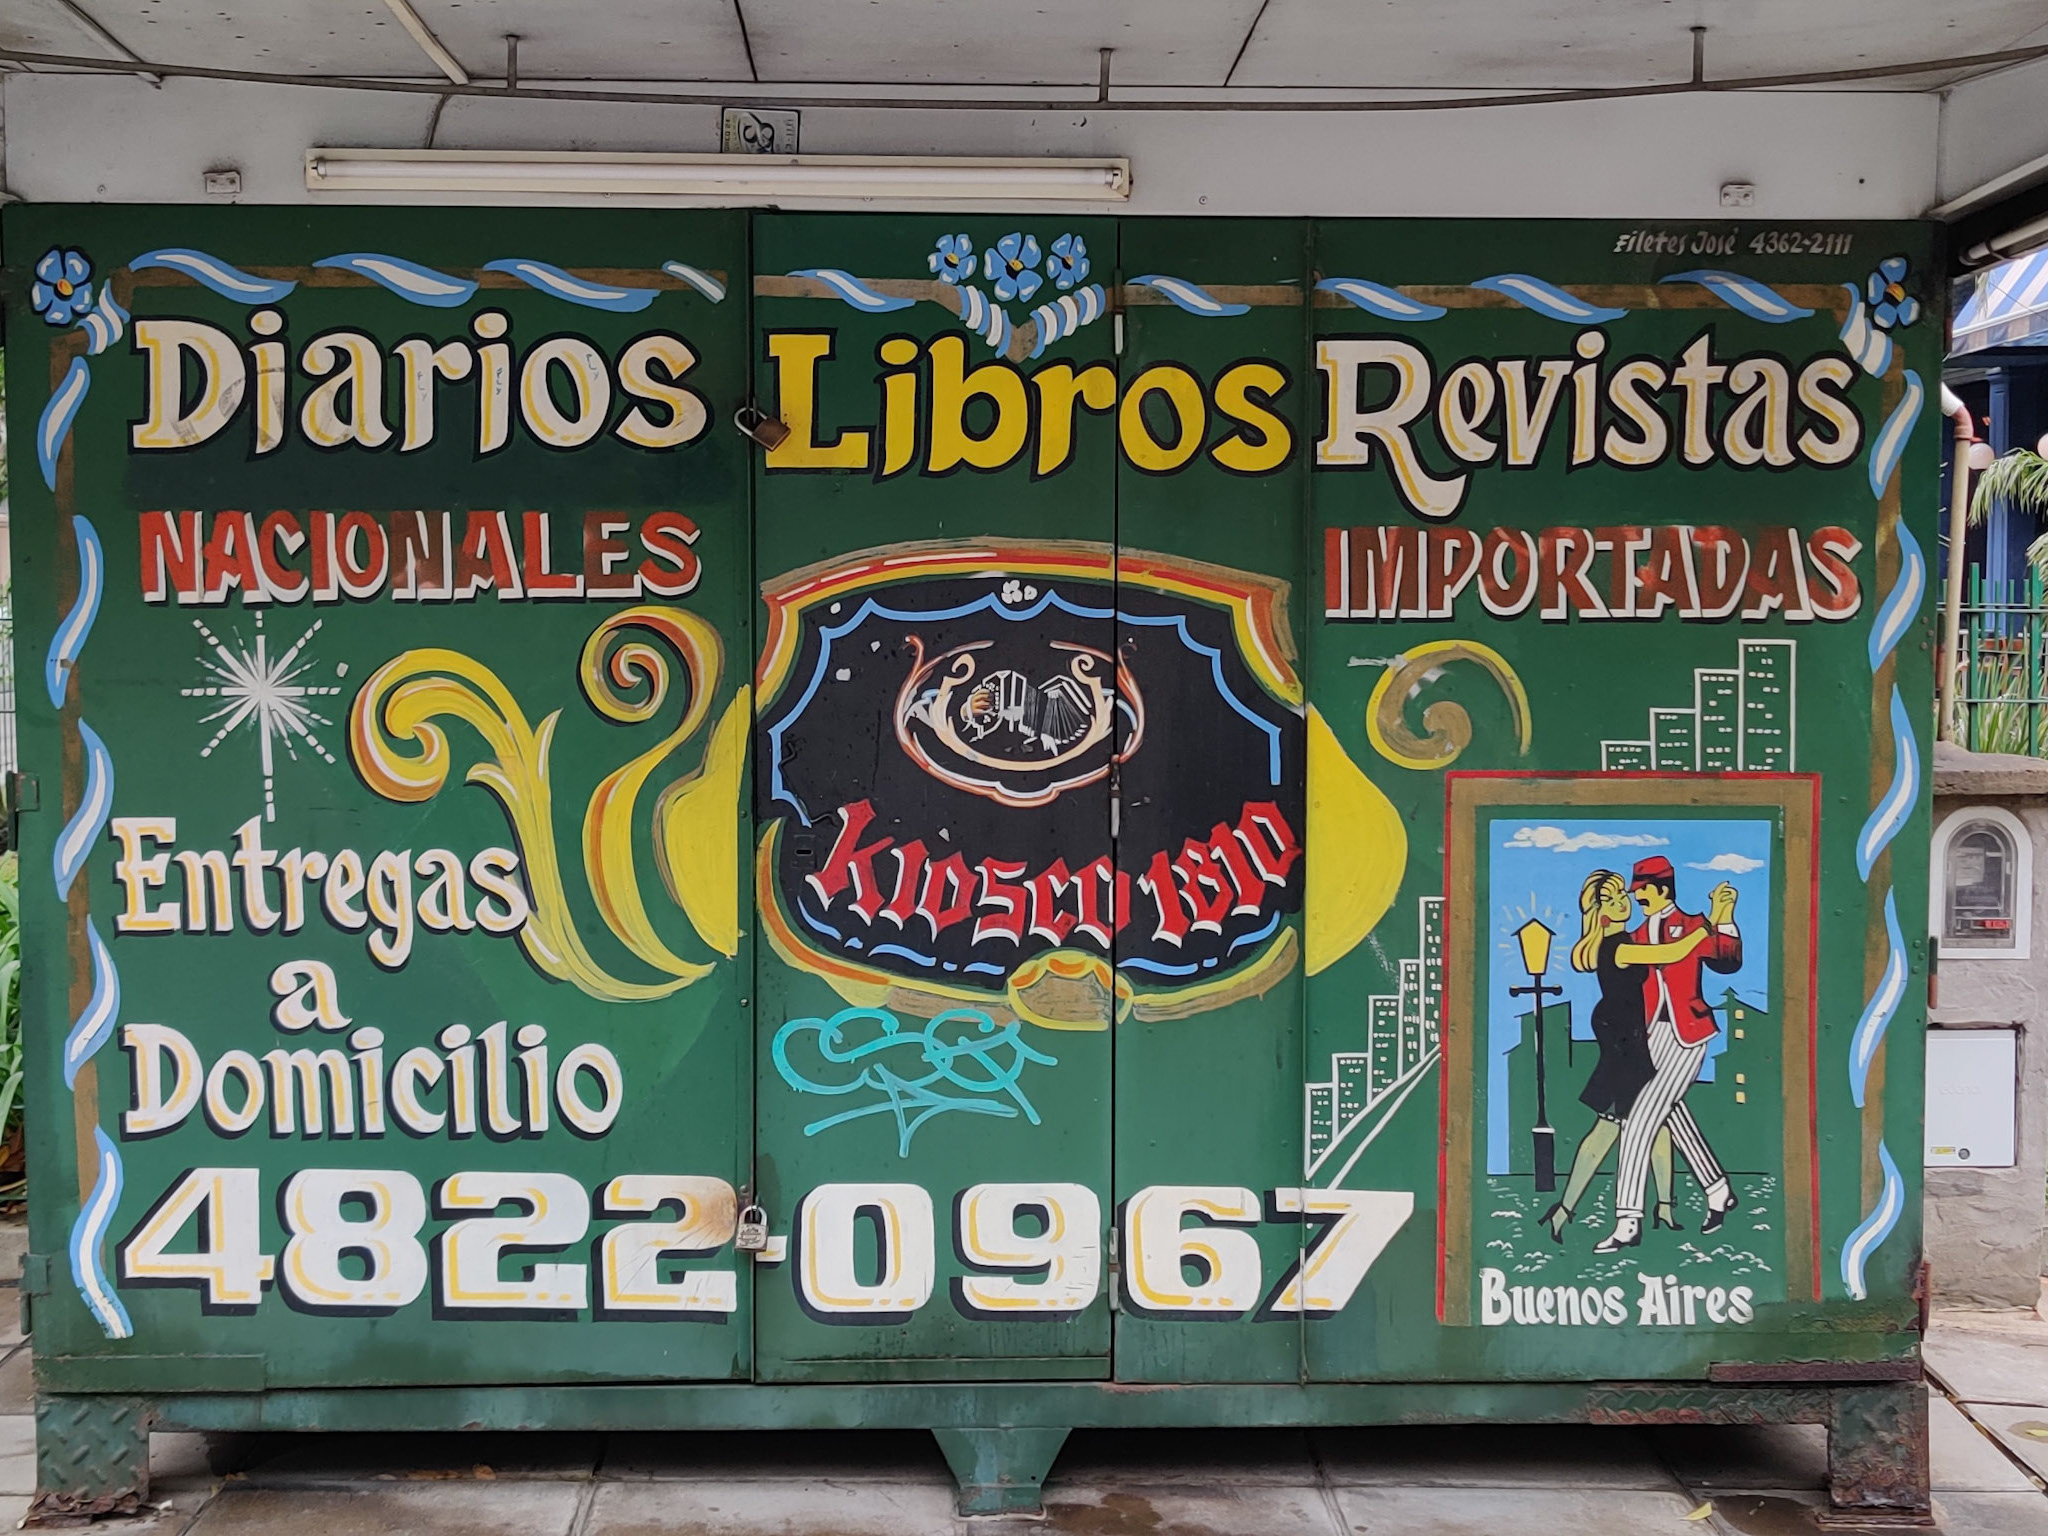 Filetes José 4362-2111
Diarios Libros Revistas
NACIONALES IMPORTADAS
KIOSCO 1810
Entregas
a
Domicilio
4822-0967
Buenos Aires